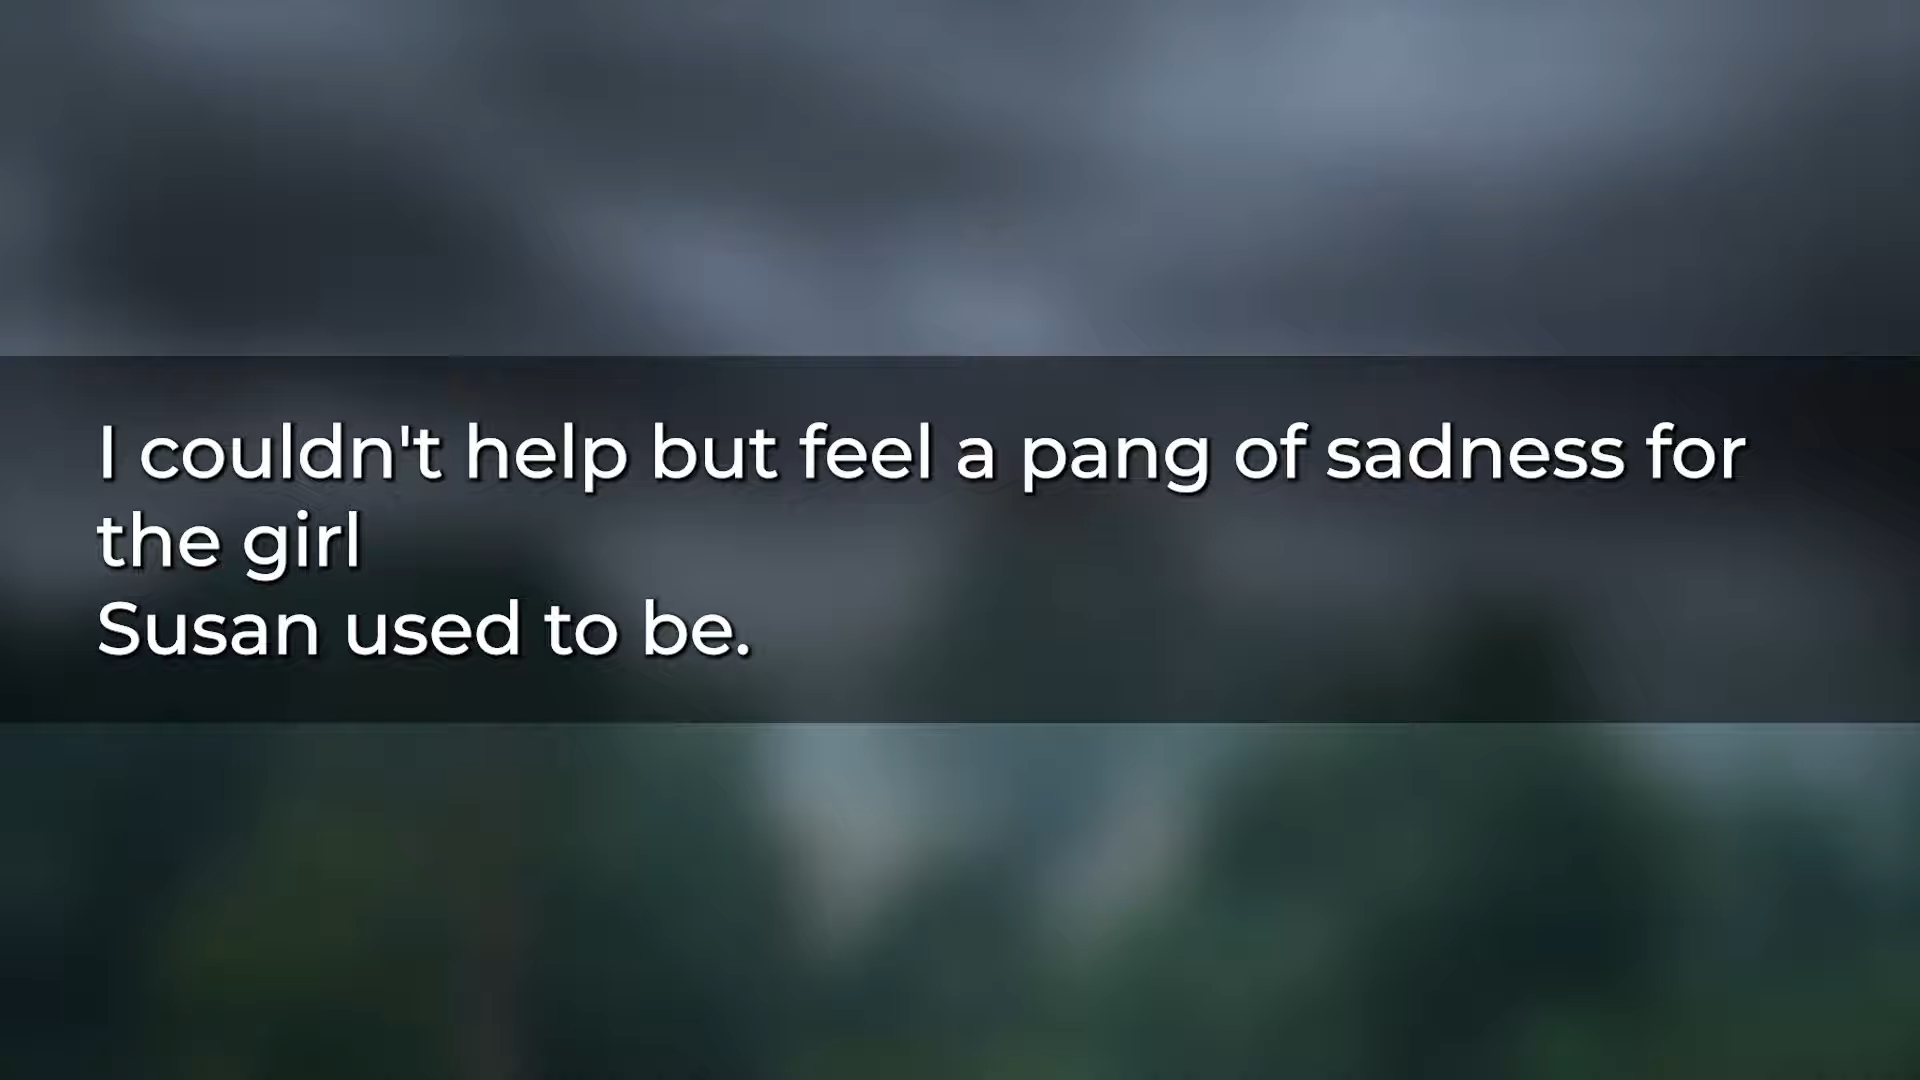 I couldn't help but feel a pang of sadness for
the girl
Susan used to be.